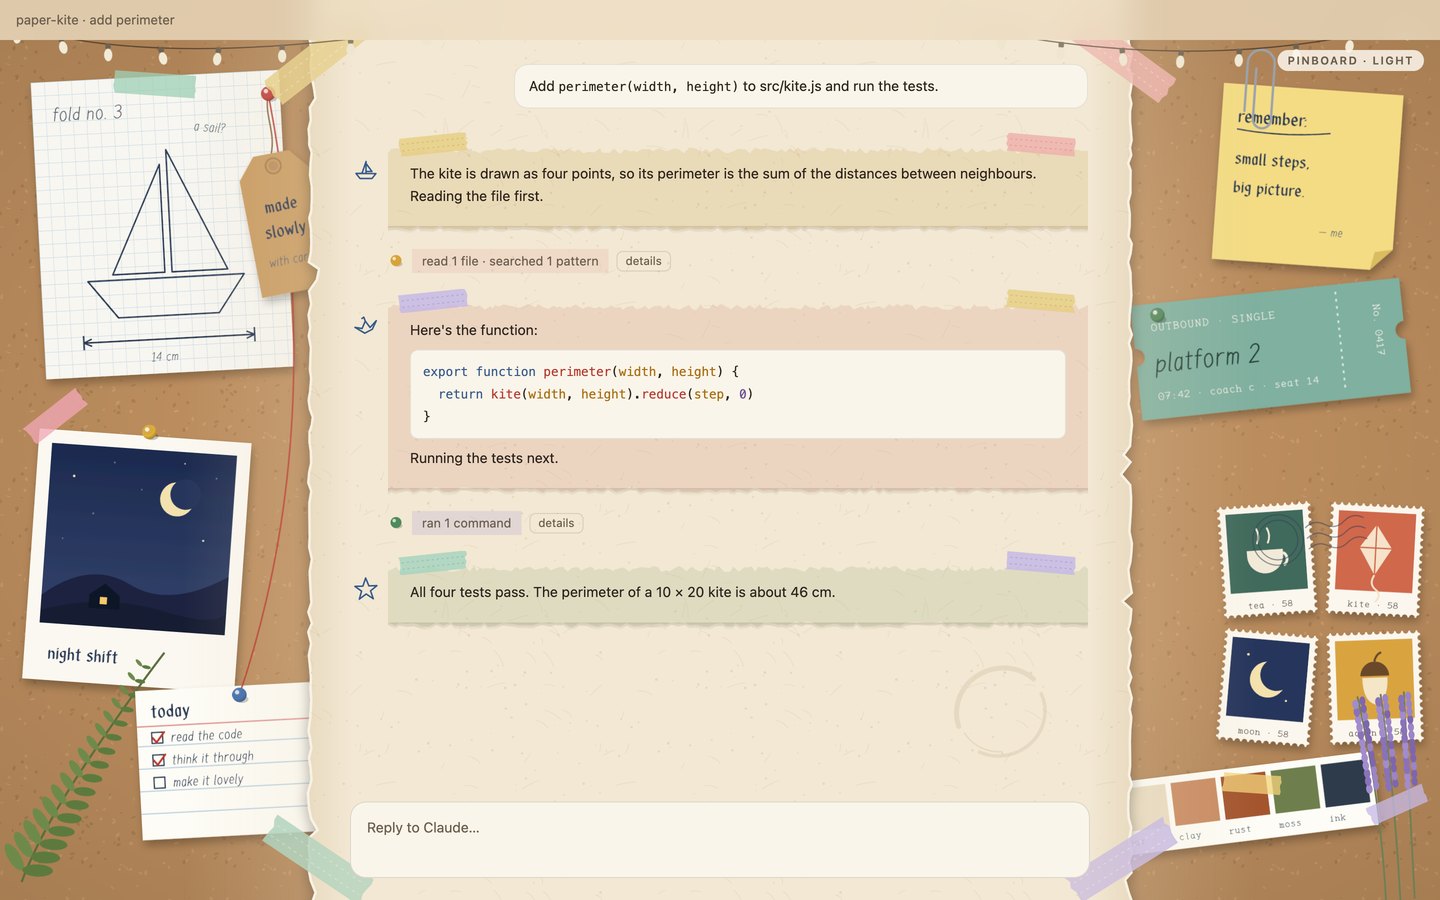 paper-kite · add perimeter
PINBOARD · LIGHT
fold no. 3
a sail?
14 cm
made
slowly
with
night shift
today
read the code
think it through
make it lovely
Add perimeter(width, height) to src/kite.js and run the tests.
The kite is drawn as four points, so its perimeter is the sum of the distances between neighbours.
Reading the file first.
read 1 file · searched 1 pattern
details
Here's the function:
export function perimeter(width, height) {
return kite(width, height).reduce(step, 0)
}
Running the tests next.
ran 1 command
details
All four tests pass. The perimeter of a 10 × 20 kite is about 46 cm.
Reply to Claude...
remember:
small steps,
big picture.
— me
OUTBOUND · SINGLE
platform 2
07:42 · coach c · seat 14
No. 0417
tea · 58
kite · 58
moon · 58
58
clay
rust
moss
ink